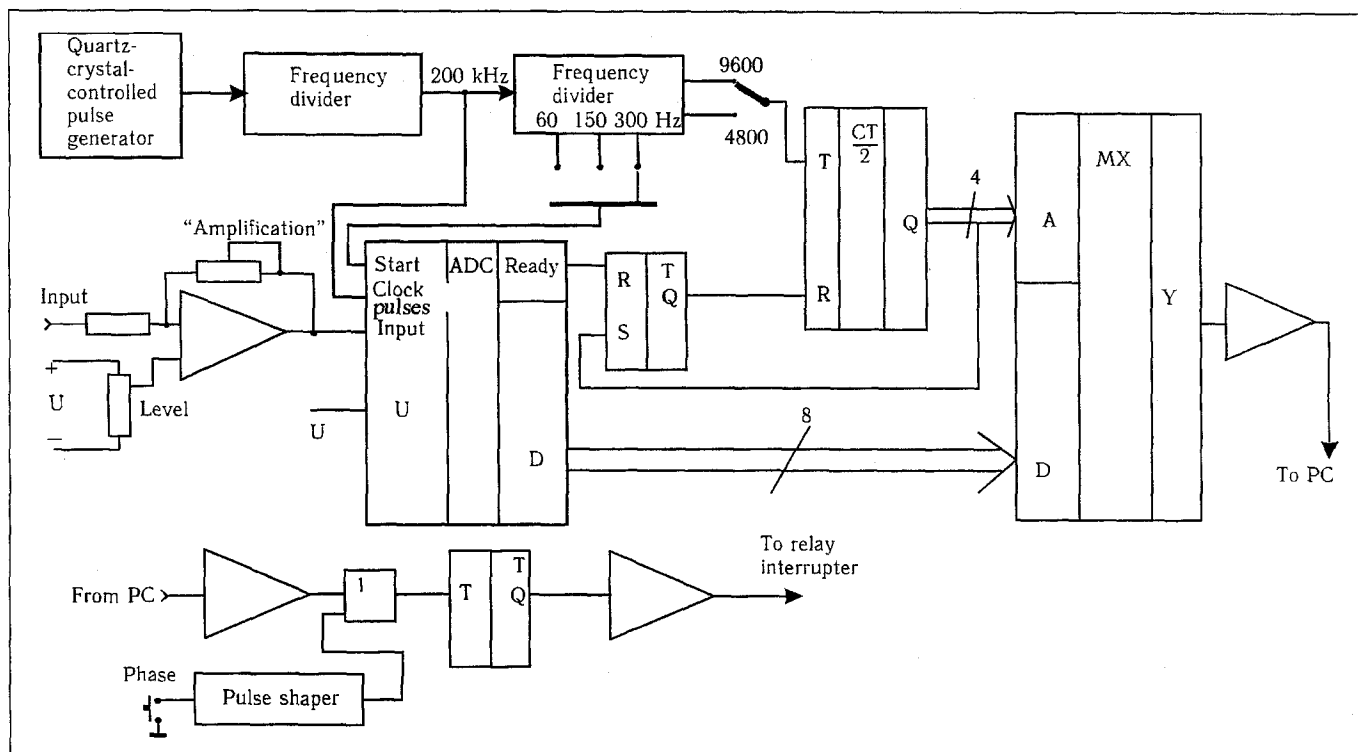 Quartz-
crystal-
controlled
pulse
generator
Frequency
divider
200 kHz
Frequency
divider
60 150 300 Hz
9600
4800
T
R
CT
2
Q
4
A
D
MX
Y
To PC
"Amplification"
Input
+
U
−
Level
Start
Clock
pulses
Input
U
U
ADC
Ready
D
R
S
T
Q
8
From PC
1
T
T
Q
To relay
interrupter
Phase
Pulse shaper